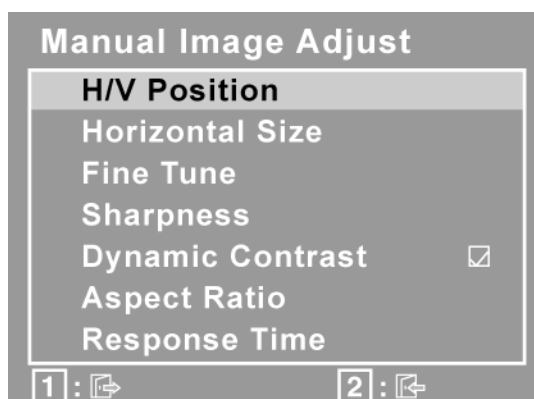 Manual Image Adjust
H/V Position
Horizontal Size
Fine Tune
Sharpness
Dynamic Contrast
Aspect Ratio
Response Time
1 : 2 :